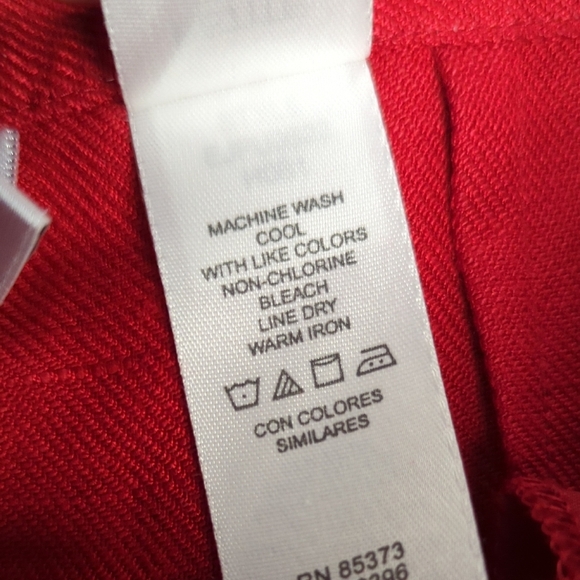 MACHINE WASH
COOL
WITH LIKE COLORS
NON-CHLORINE
BLEACH
LINE DRY
WARM IRON
CON COLORES
SIMILARES
RN 85373